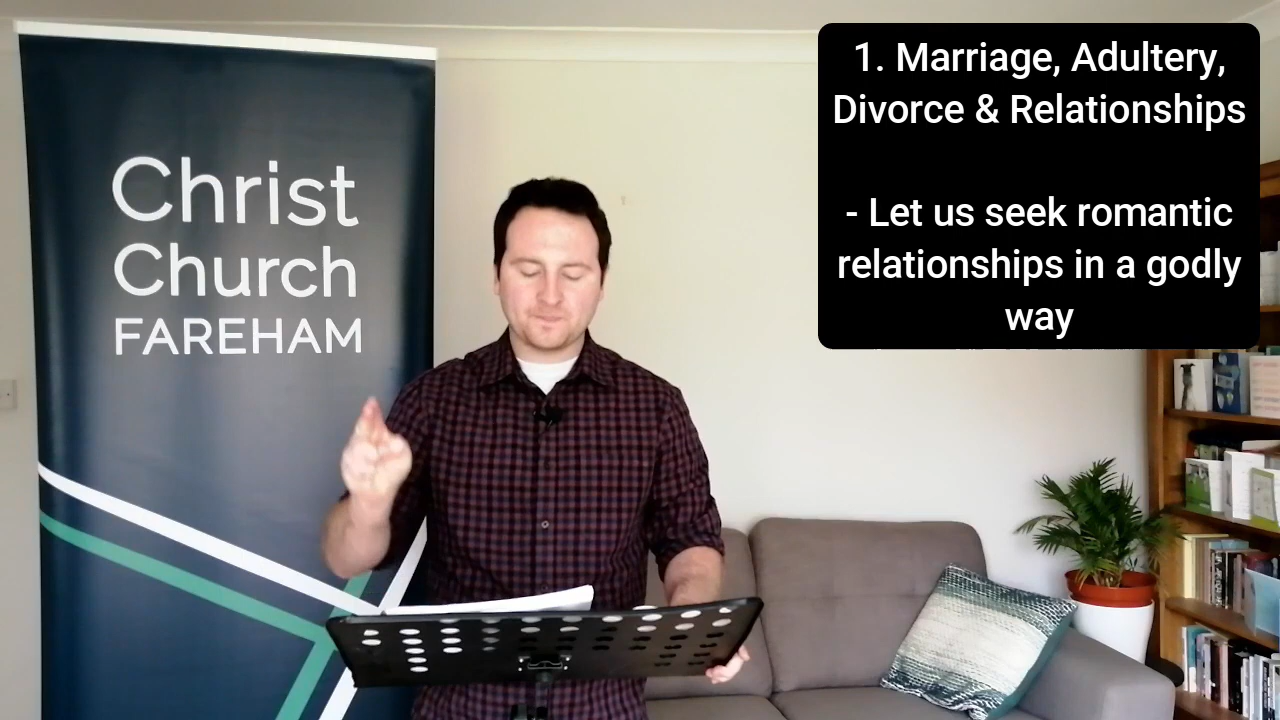 Christ
Church
FAREHAM
1. Marriage, Adultery,
Divorce & Relationships
- Let us seek romantic
relationships in a godly
way